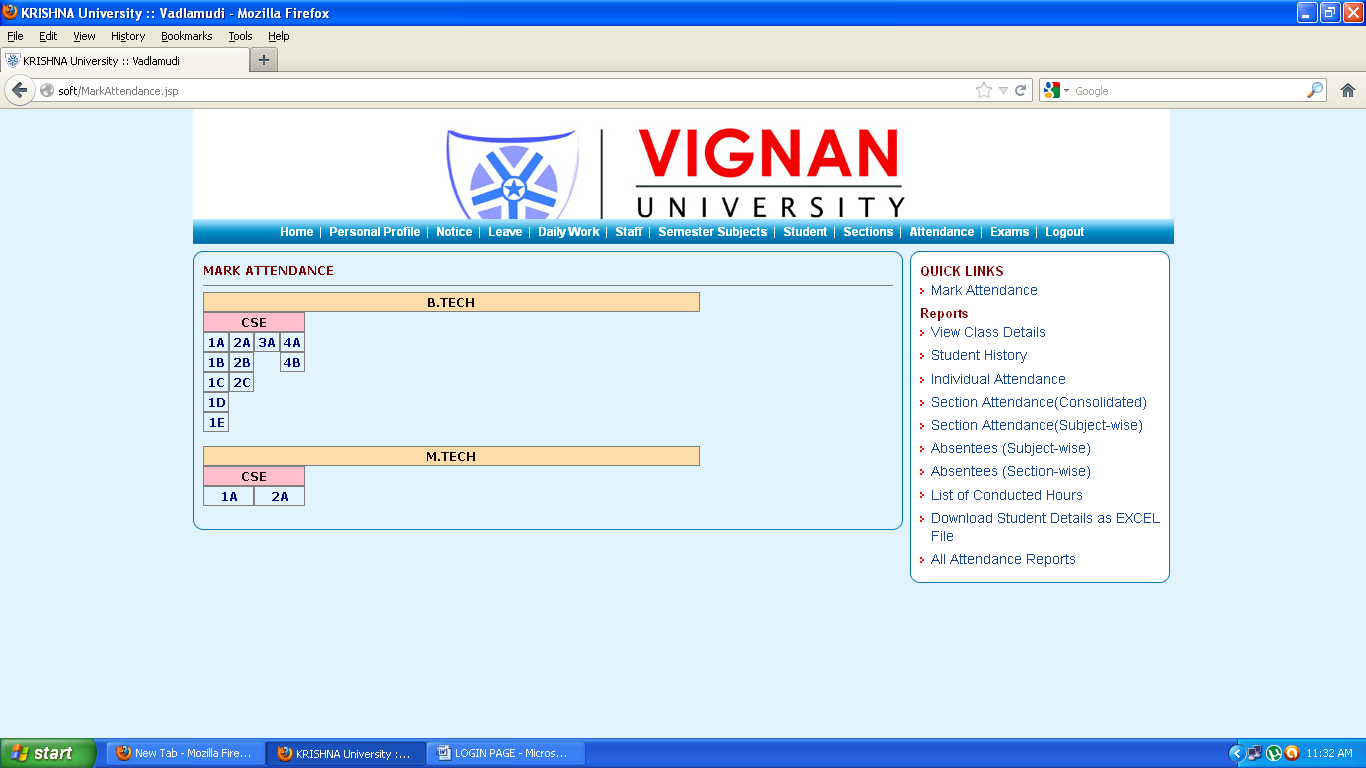 KRISHNA University :: Vadlamudi - Mozilla Firefox
File Edit View History Bookmarks Tools Help
KRISHNA University :: Vadlamudi
soft/MarkAttendance.jsp
Google
VIGNAN
UNIVERSITY
Home | Personal Profile | Notice | Leave | Daily Work | Staff | Semester Subjects | Student | Sections | Attendance | Exams | Logout
MARK ATTENDANCE
B.TECH
CSE
1A 2A 3A 4A
1B 2B 4B
1C 2C
1D
1E
M.TECH
CSE
1A 2A
QUICK LINKS
Mark Attendance
Reports
View Class Details
Student History
Individual Attendance
Section Attendance(Consolidated)
Section Attendance(Subject-wise)
Absentees (Subject-wise)
Absentees (Section-wise)
List of Conducted Hours
Download Student Details as EXCEL
File
All Attendance Reports
start
New Tab - Mozilla Fire...
KRISHNA University :...
LOGIN PAGE - Micros...
11:32 AM